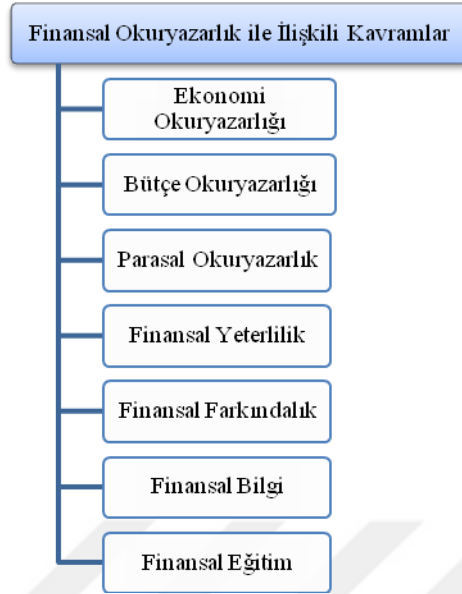 Finansal Okuryazarlık ile İlişkili Kavramlar
Ekonomi
Okuryazarlığı
Bütçe Okuryazarlığı
Parasal Okuryazarlık
Finansal Yeterlilik
Finansal Farkındalık
Finansal Bilgi
Finansal Eğitim